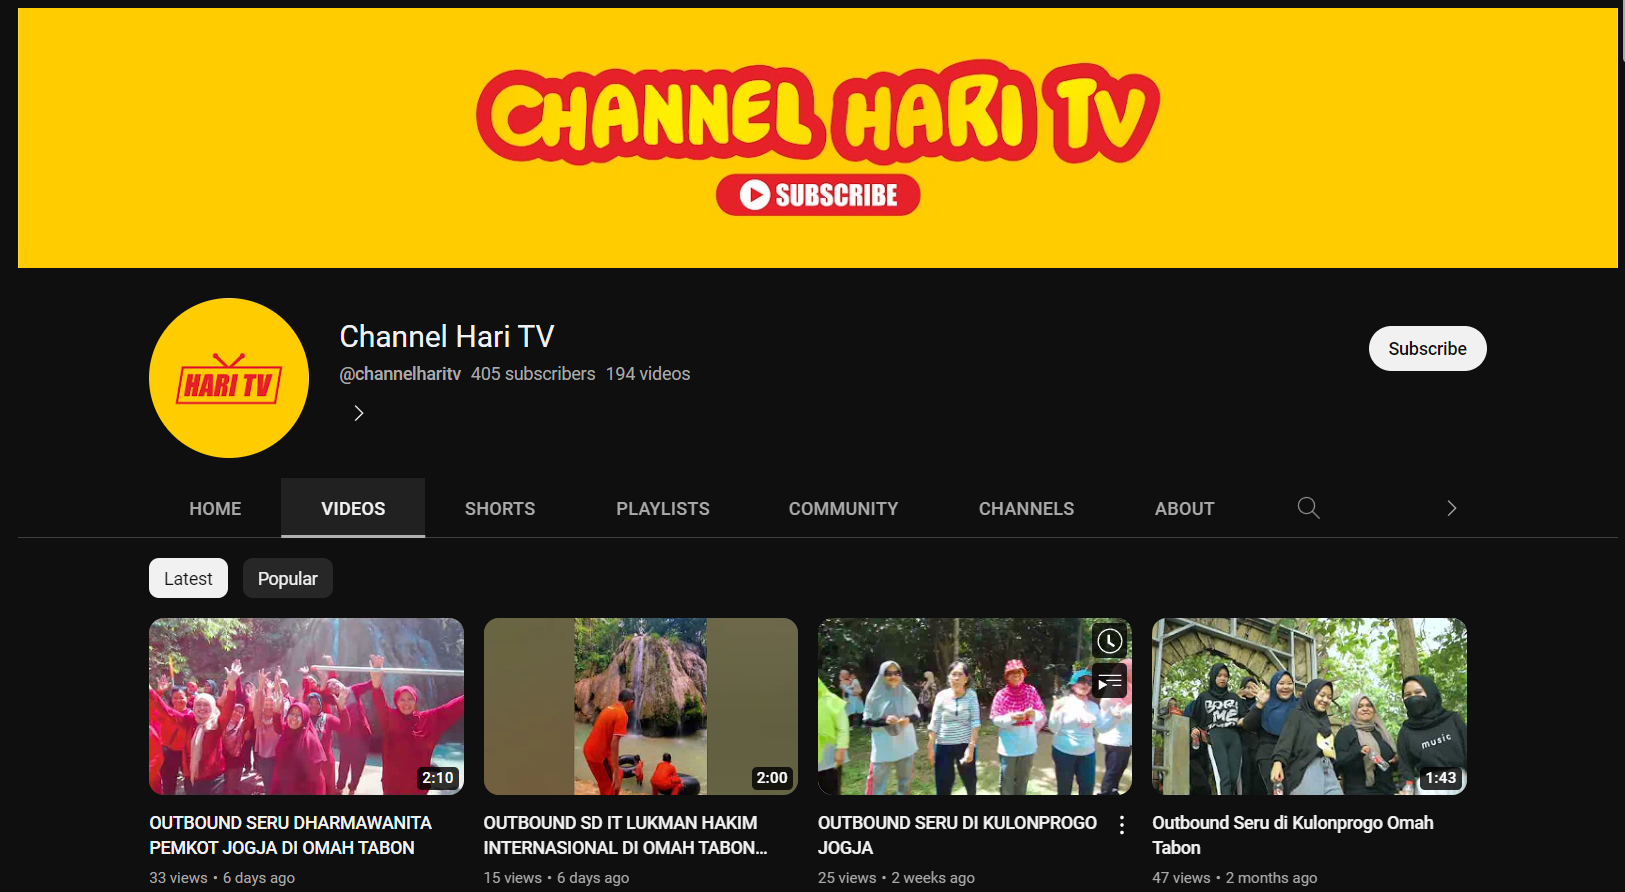 CHANNEL HARI TV
SUBSCRIBE
HARI TV
Channel Hari TV
@channelharitv 405 subscribers 194 videos
Subscribe
HOME VIDEOS SHORTS PLAYLISTS COMMUNITY CHANNELS ABOUT
Latest Popular
2:10
2:00
music
1:43
OUTBOUND SERU DHARMAWANITA
PEMKOT JOGJA DI OMAH TABON
33 views • 6 days ago
OUTBOUND SD IT LUKMAN HAKIM
INTERNASIONAL DI OMAH TABON...
15 views • 6 days ago
OUTBOUND SERU DI KULONPROGO
JOGJA
25 views • 2 weeks ago
Outbound Seru di Kulonprogo Omah
Tabon
47 views • 2 months ago